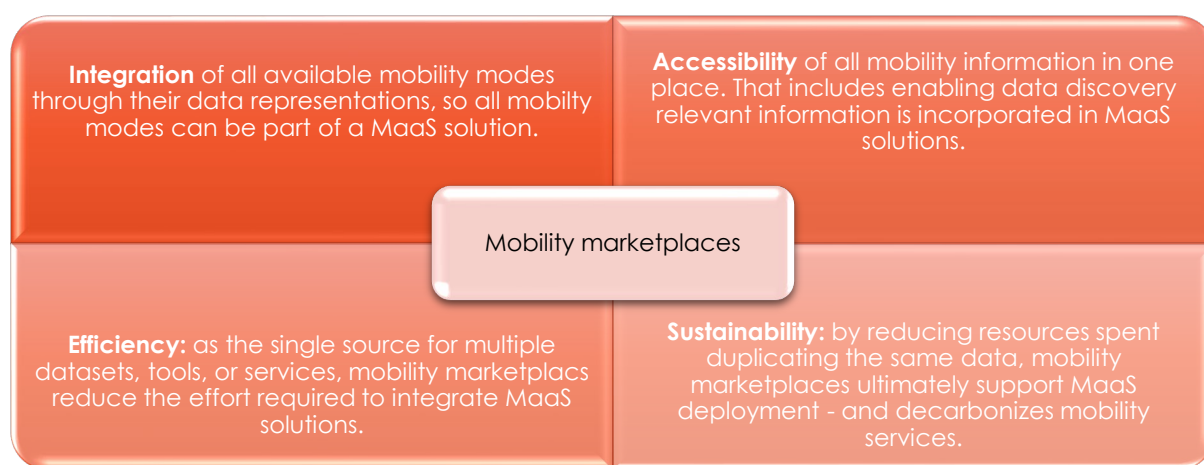 Integration of all available mobility modes
through their data representations, so all mobilty
modes can be part of a MaaS solution.
Accessibility of all mobility information in one
place. That includes enabling data discovery
relevant information is incorporated in MaaS
solutions.
Mobility marketplaces
Efficiency: as the single source for multiple
datasets, tools, or services, mobility marketplacs
reduce the effort required to integrate MaaS
solutions.
Sustainability: by reducing resources spent
duplicating the same data, mobility
marketplaces ultimately support MaaS
deployment - and decarbonizes mobility
services.